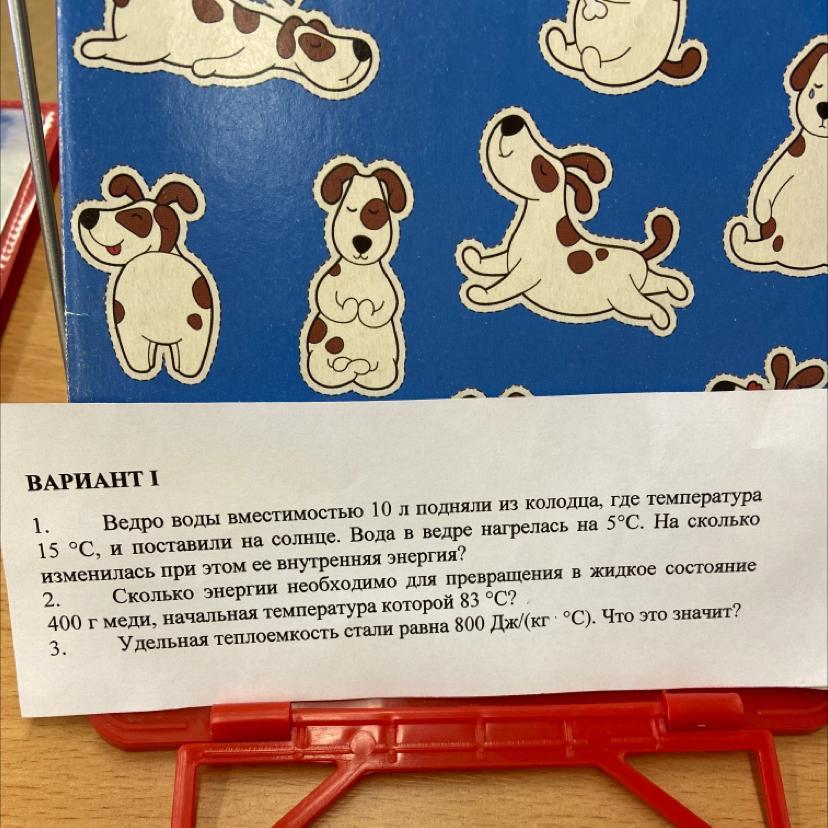 ВАРИАНТ I
1. Ведро воды вместимостью 10 л подняли из колодца, где температура
15 °С, и поставили на солнце. Вода в ведре нагрелась на 5°С. На сколько
изменилась при этом ее внутренняя энергия?
2. Сколько энергии необходимо для превращения в жидкое состояние
400 г меди, начальная температура которой 83 °С?
3. Удельная теплоемкость стали равна 800 Дж/(кг · °С). Что это значит?